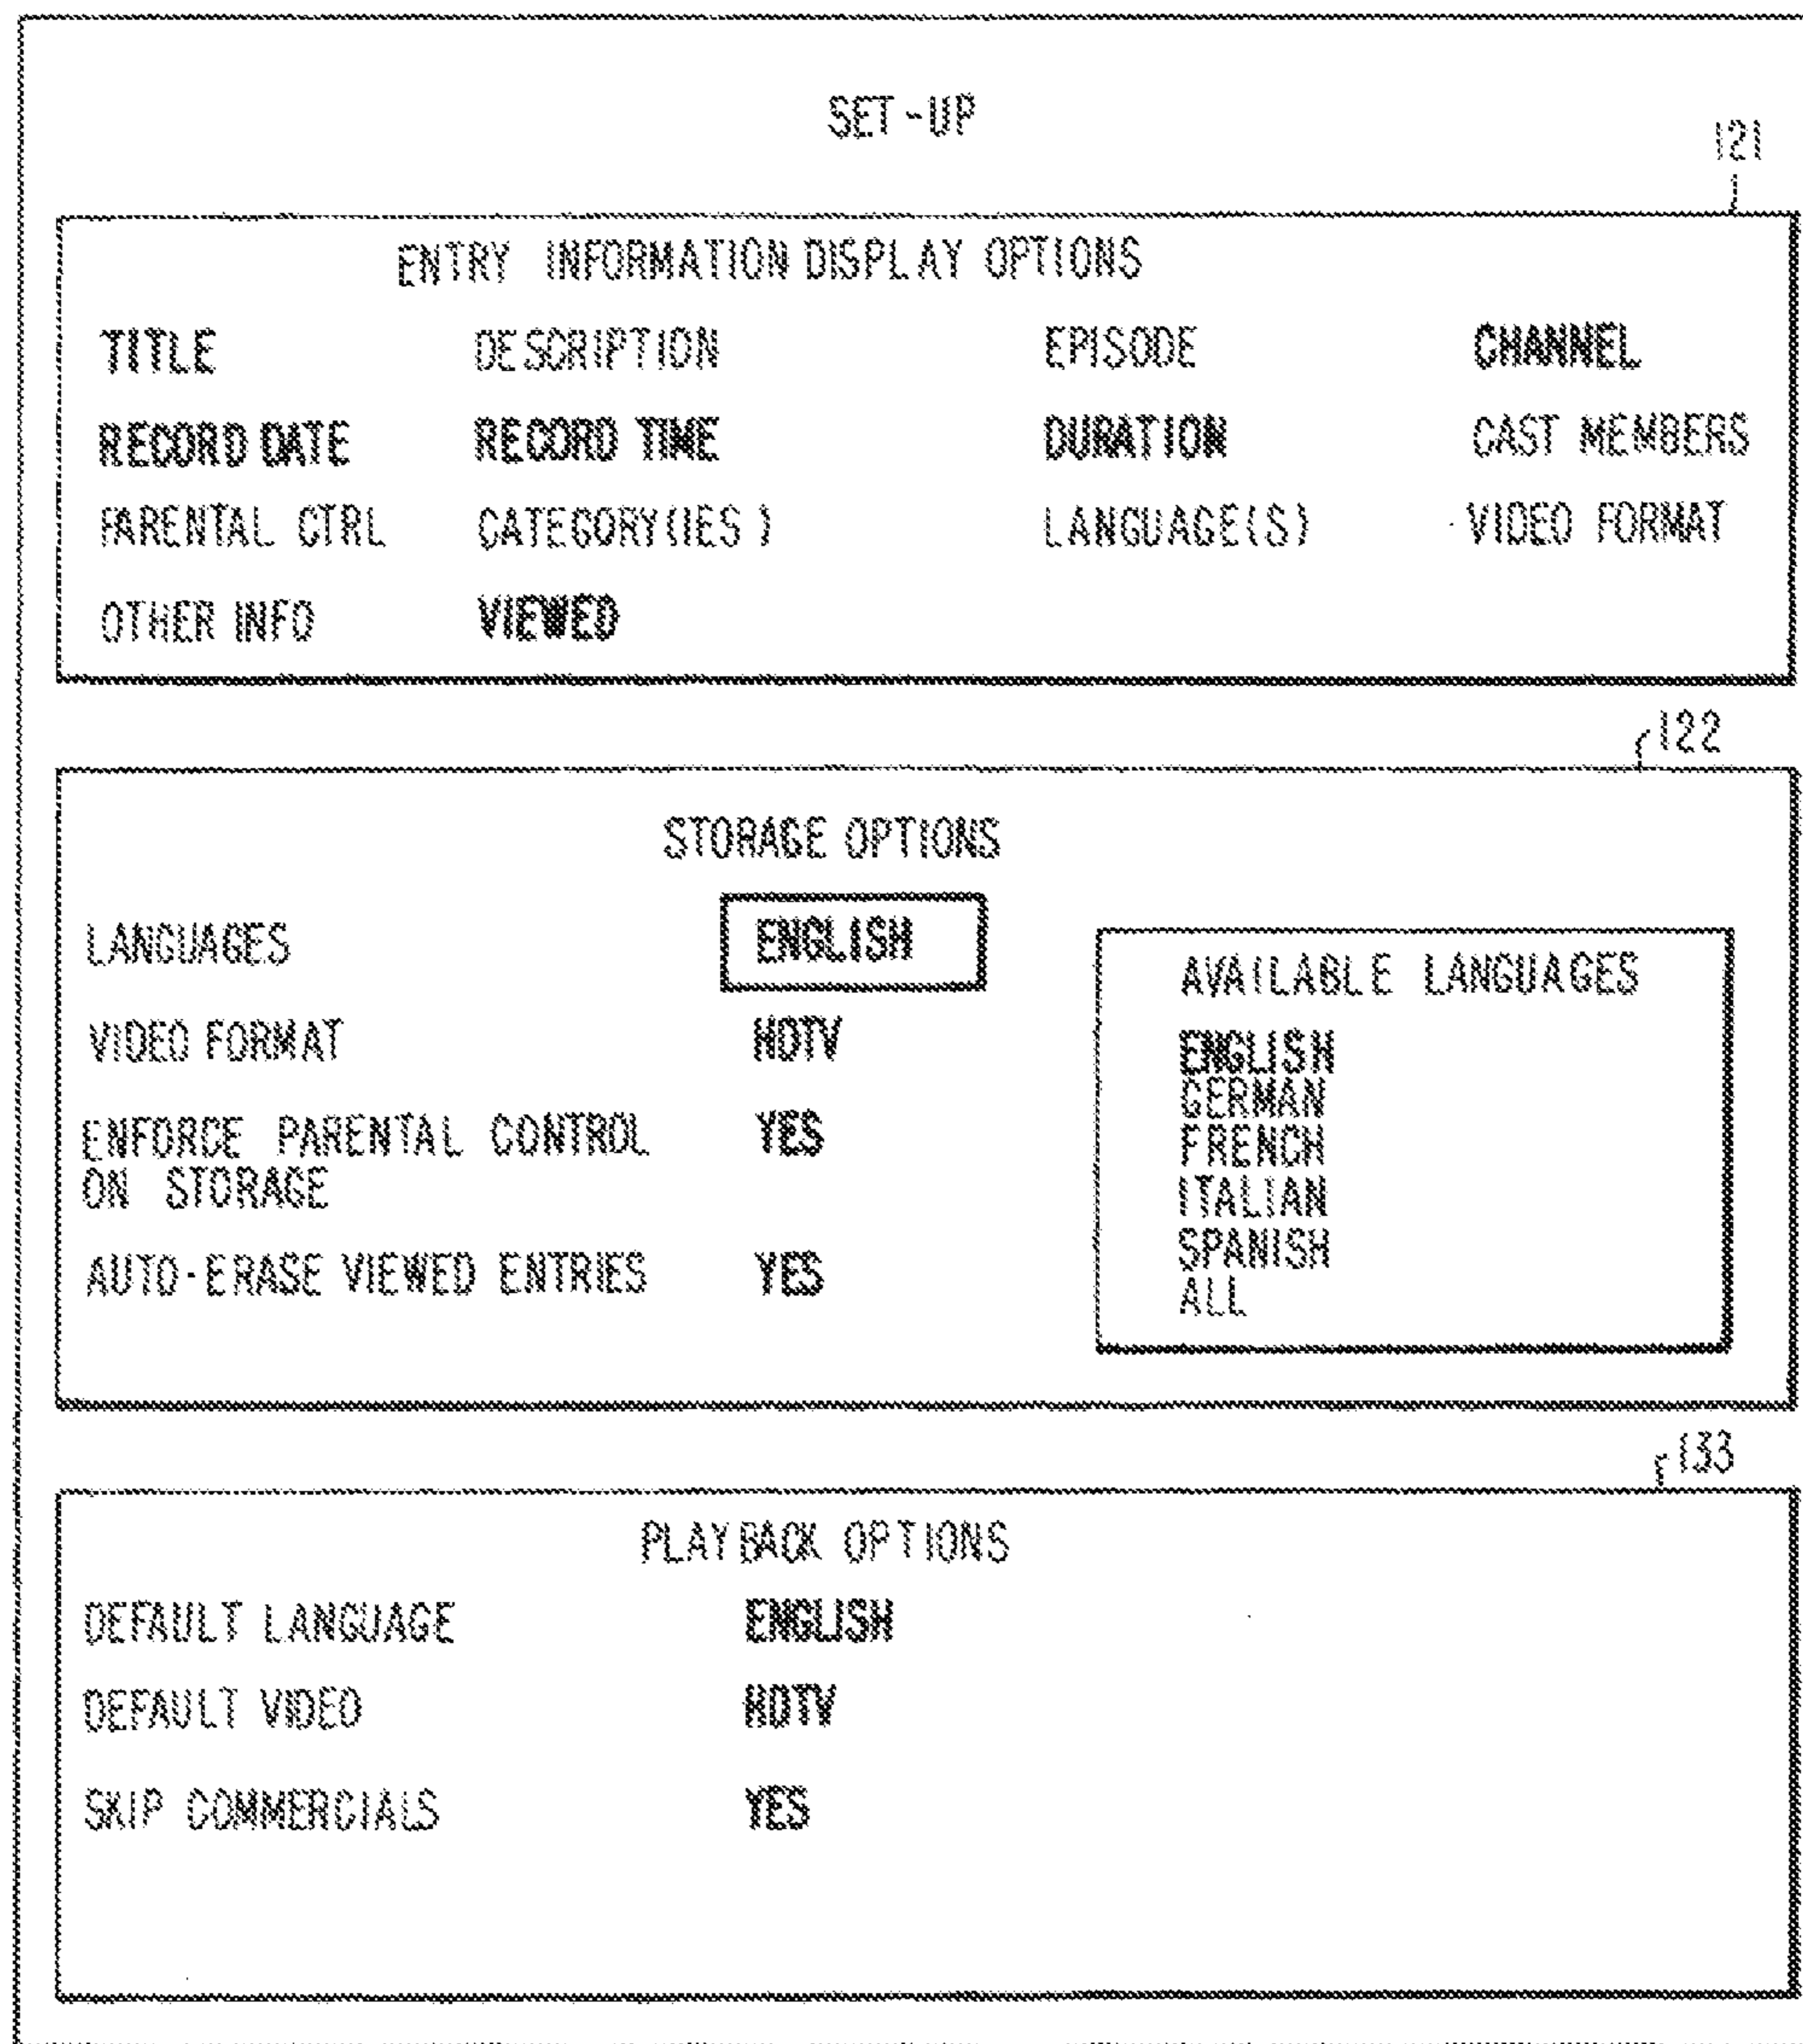 SET-UP
121
ENTRY INFORMATION DISPLAY OPTIONS
TITLE DESCRIPTION EPISODE CHANNEL
RECORD DATE RECORD TIME DURATION CAST MEMBERS
PARENTAL CTRL CATEGORY(IES) LANGUAGE(S) VIDEO FORMAT
OTHER INFO VIEWED
122
STORAGE OPTIONS
LANGUAGES ENGLISH
VIDEO FORMAT HDTV
ENFORCE PARENTAL CONTROL YES
ON STORAGE
AUTO-ERASE VIEWED ENTRIES YES
AVAILABLE LANGUAGES
ENGLISH
GERMAN
FRENCH
ITALIAN
SPANISH
ALL
133
PLAYBACK OPTIONS
DEFAULT LANGUAGE ENGLISH
DEFAULT VIDEO HDTV
SKIP COMMERCIALS YES